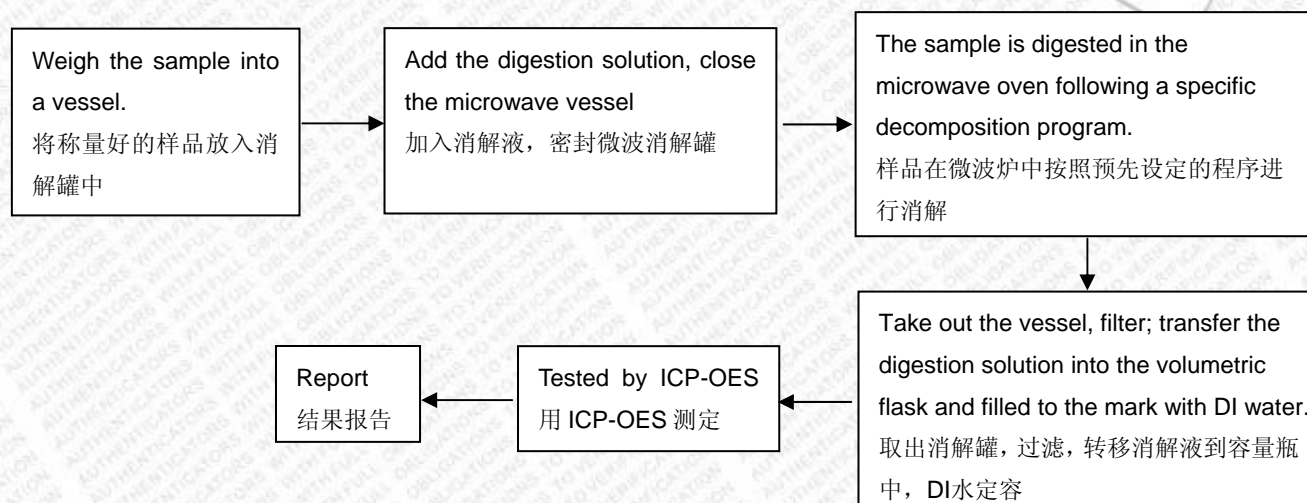 Weigh the sample into
a vessel.
将称量好的样品放入消
解罐中
Add the digestion solution, close
the microwave vessel
加入消解液，密封微波消解罐
The sample is digested in the
microwave oven following a specific
decomposition program.
样品在微波炉中按照预先设定的程序进
行消解
Take out the vessel, filter; transfer the
digestion solution into the volumetric
flask and filled to the mark with DI water.
取出消解罐，过滤，转移消解液到容量瓶
中，DI水定容
Tested by ICP-OES
用 ICP-OES 测定
Report
结果报告